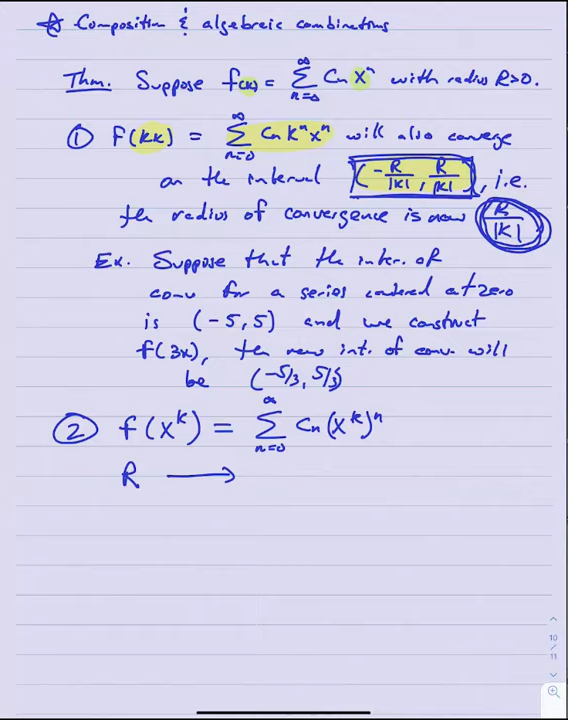 ☆ Composition & algebraic combinations
Thm. Suppose f(x) = ∑_{n=0}^{∞} Cn x^n with radius R>0.
① f(kx) = ∑_{n=0}^{∞} Cn k^n x^n will also converge
on the interval (-R/|k|, R/|k|), i.e.
the radius of convergence is now R/|k|
Ex. Suppose that the inter. of
conv for a series centered at zero
is (-5,5) and we construct
f(3x), the new int. of conv. will
be (-5/3, 5/3)
② f(x^k) = ∑_{n=0}^{∞} Cn (x^k)^n
R ⟶
10
/
11